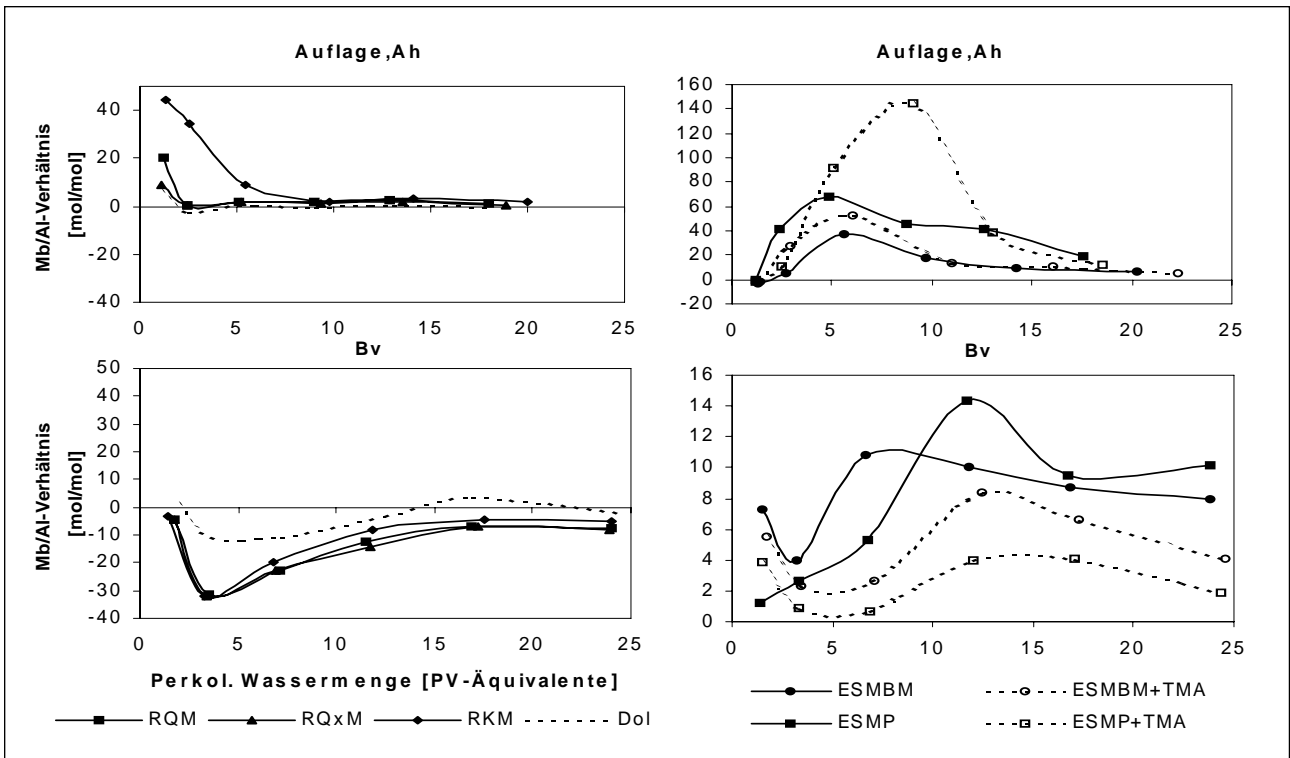 Auflage,Ah
Mb/Al-Verhältnis
[mol/mol]
40
20
0
-20
-40
0 5 10 15 20 25
Auflage,Ah
160
140
120
100
80
60
40
20
0
-20
0 5 10 15 20 25
Bv
Mb/Al-Verhältnis
[mol/mol]
50
40
30
20
10
0
-10
-20
-30
-40
0 5 10 15 20 25
Perkol. Wassermenge [PV-Äquivalente]
RQM RQxM RKM Dol
Bv
16
14
12
10
8
6
4
2
0
0 5 10 15 20 25
ESMBM ESMBM+TMA
ESMP ESMP+TMA